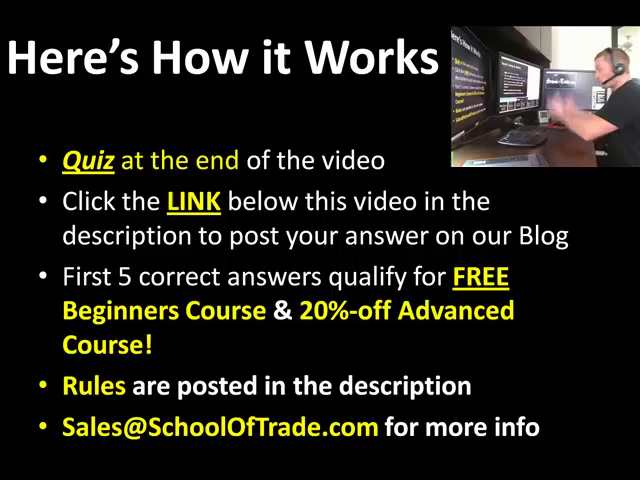 Here's How it Works
• Quiz at the end of the video
• Click the LINK below this video in the
description to post your answer on our Blog
• First 5 correct answers qualify for FREE
Beginners Course & 20%-off Advanced
Course!
• Rules are posted in the description
• Sales@SchoolOfTrade.com for more info